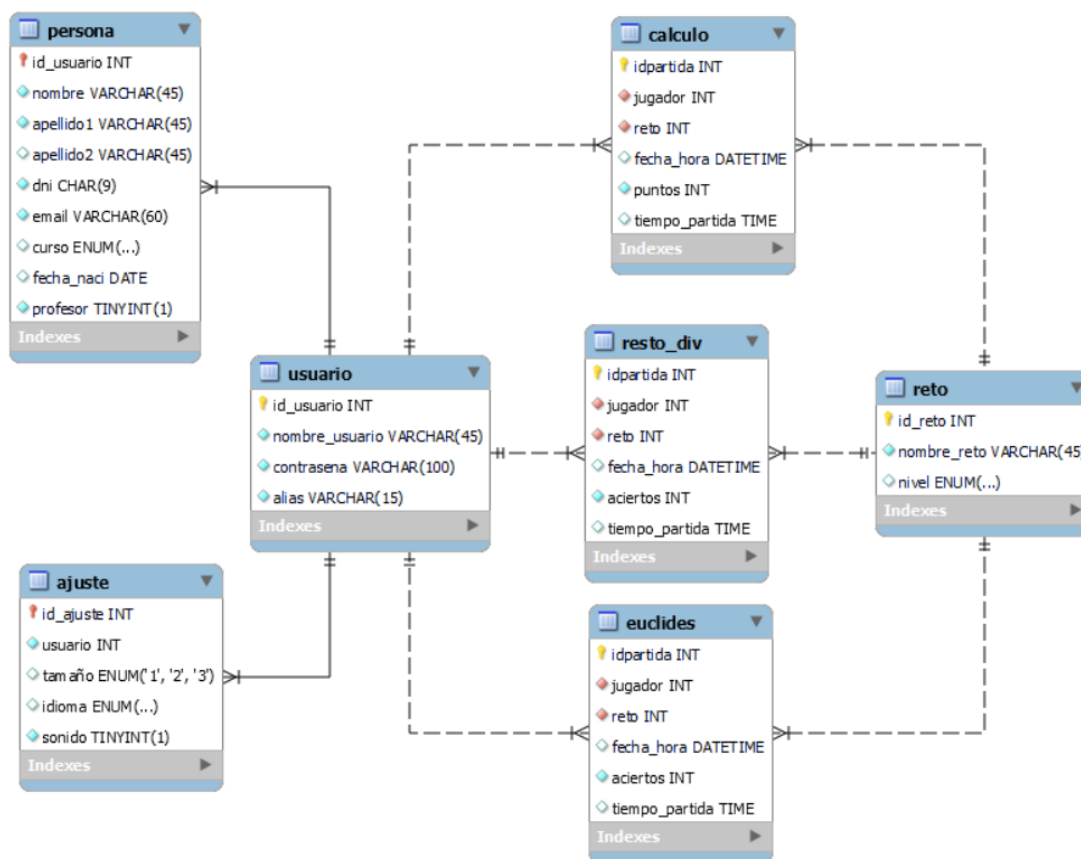 persona
id_usuario INT
nombre VARCHAR(45)
apellido1 VARCHAR(45)
apellido2 VARCHAR(45)
dni CHAR(9)
email VARCHAR(60)
curso ENUM(...)
fecha_naci DATE
profesor TINYINT(1)
Indexes
calculo
idpartida INT
jugador INT
reto INT
fecha_hora DATETIME
puntos INT
tiempo_partida TIME
Indexes
usuario
id_usuario INT
nombre_usuario VARCHAR(45)
contrasena VARCHAR(100)
alias VARCHAR(15)
Indexes
resto_div
idpartida INT
jugador INT
reto INT
fecha_hora DATETIME
aciertos INT
tiempo_partida TIME
Indexes
reto
id_reto INT
nombre_reto VARCHAR(45)
nivel ENUM(...)
Indexes
ajuste
id_ajuste INT
usuario INT
tamaño ENUM('1', '2', '3')
idioma ENUM(...)
sonido TINYINT(1)
Indexes
euclides
idpartida INT
jugador INT
reto INT
fecha_hora DATETIME
aciertos INT
tiempo_partida TIME
Indexes